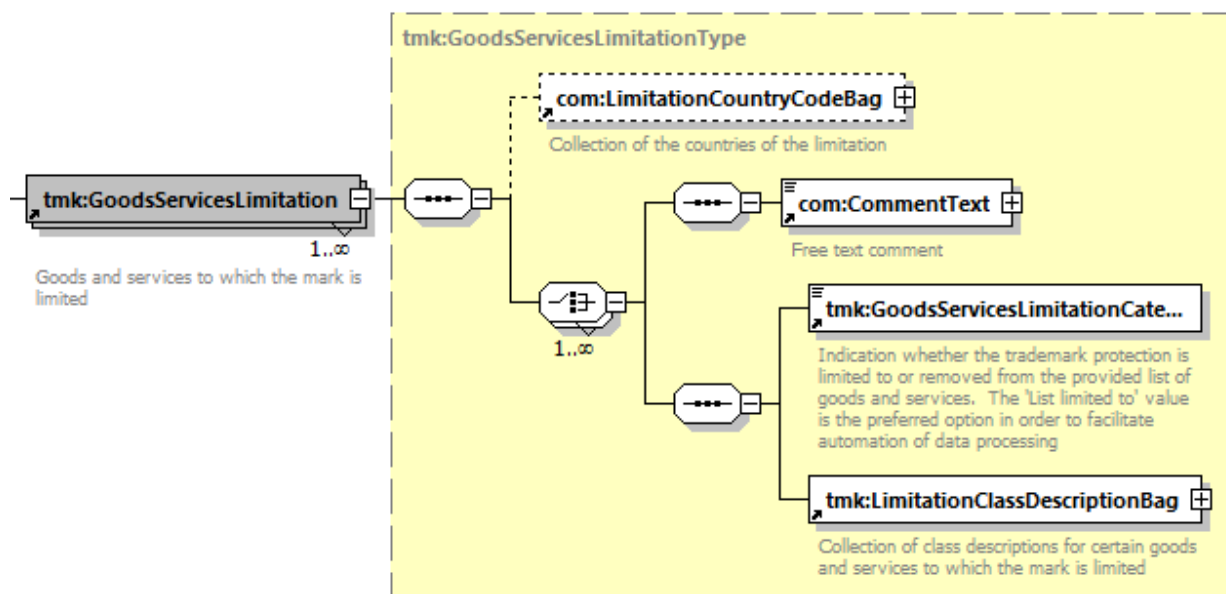 tmk:GoodsServicesLimitationType
com:LimitationCountryCodeBag
Collection of the countries of the limitation
tmk:GoodsServicesLimitation
1..∞
Goods and services to which the mark is
limited
com:CommentText
Free text comment
1..∞
tmk:GoodsServicesLimitationCate...
Indication whether the trademark protection is
limited to or removed from the provided list of
goods and services.  The 'List limited to' value
is the preferred option in order to facilitate
automation of data processing
tmk:LimitationClassDescriptionBag
Collection of class descriptions for certain goods
and services to which the mark is limited